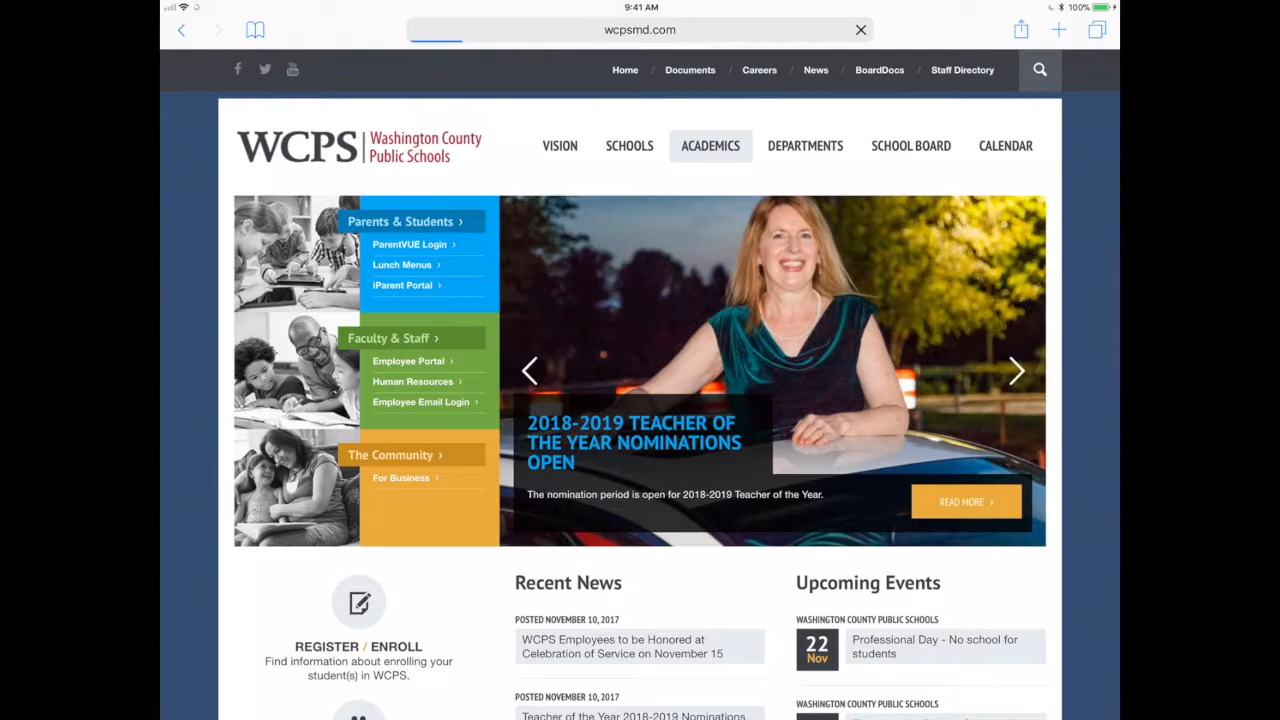 9:41 AM
100%
wcpsmd.com
Home / Documents / Careers / News / BoardDocs / Staff Directory
WCPS | Washington County
Public Schools
VISION SCHOOLS ACADEMICS DEPARTMENTS SCHOOL BOARD CALENDAR
Parents & Students ›
ParentVUE Login ›
Lunch Menus ›
iParent Portal ›
Faculty & Staff ›
Employee Portal ›
Human Resources ›
Employee Email Login ›
The Community ›
For Business ›
2018-2019 TEACHER OF
THE YEAR NOMINATIONS
OPEN
The nomination period is open for 2018-2019 Teacher of the Year.
READ MORE ›
REGISTER / ENROLL
Find information about enrolling your
student(s) in WCPS.
Recent News
POSTED NOVEMBER 10, 2017
WCPS Employees to be Honored at
Celebration of Service on November 15
POSTED NOVEMBER 10, 2017
Teacher of the Year 2018-2019 Nominations
Upcoming Events
WASHINGTON COUNTY PUBLIC SCHOOLS
22
Nov
Professional Day - No school for
students
WASHINGTON COUNTY PUBLIC SCHOOLS